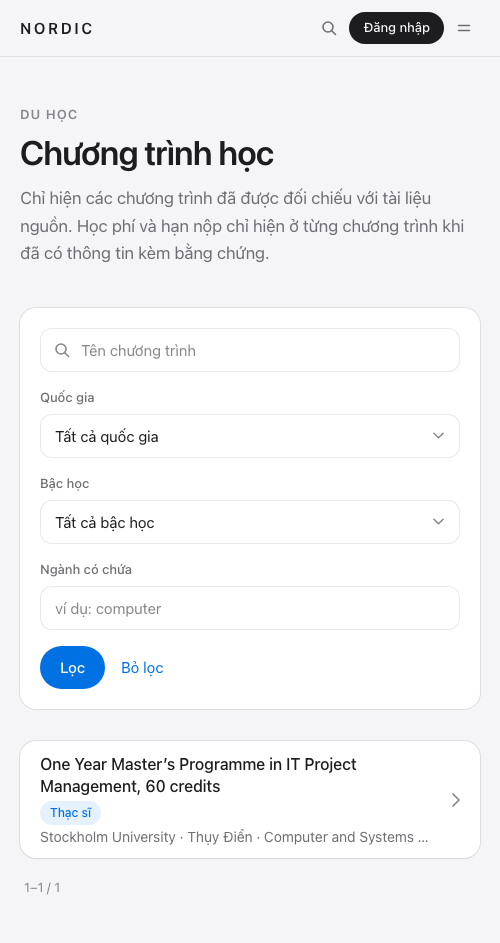 NORDIC
Đăng nhập
DU HỌC
Chương trình học
Chỉ hiện các chương trình đã được đối chiếu với tài liệu
nguồn. Học phí và hạn nộp chỉ hiện ở từng chương trình khi
đã có thông tin kèm bằng chứng.
Tên chương trình
Quốc gia
Tất cả quốc gia
Bậc học
Tất cả bậc học
Ngành có chứa
ví dụ: computer
Lọc
Bỏ lọc
One Year Master’s Programme in IT Project
Management, 60 credits
Thạc sĩ
Stockholm University · Thụy Điển · Computer and Systems ...
1–1 / 1